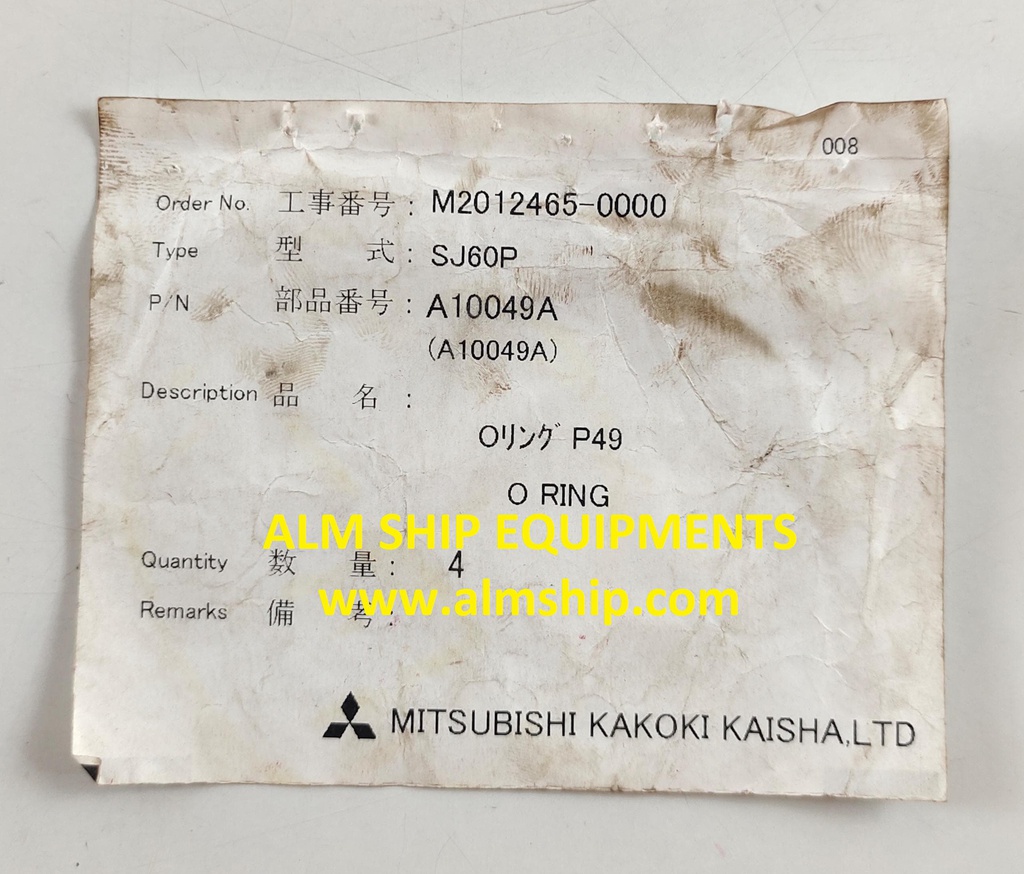 008
Order No. 工事番号 : M2012465-0000
Type 型 式 : SJ60P
P/N 部品番号 : A10049A
(A10049A)
Description 品 名 :
Oﾘﾝｸﾞ P49
O RING
ALM SHIP EQUIPMENTS
Quantity 数 量 : 4
www.almship.com
Remarks 備 考 :
MITSUBISHI KAKOKI KAISHA,LTD